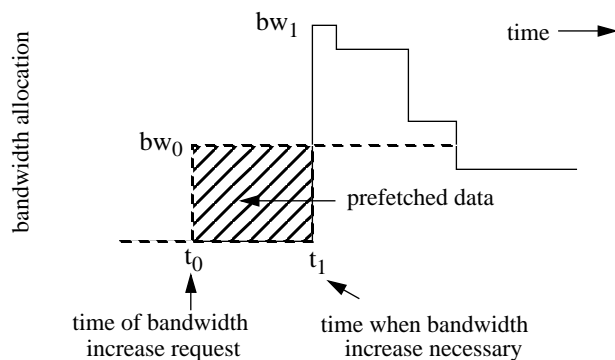 bw1
time
bandwidth allocation
bw0
prefetched data
t0
t1
time of bandwidth
increase request
time when bandwidth
increase necessary